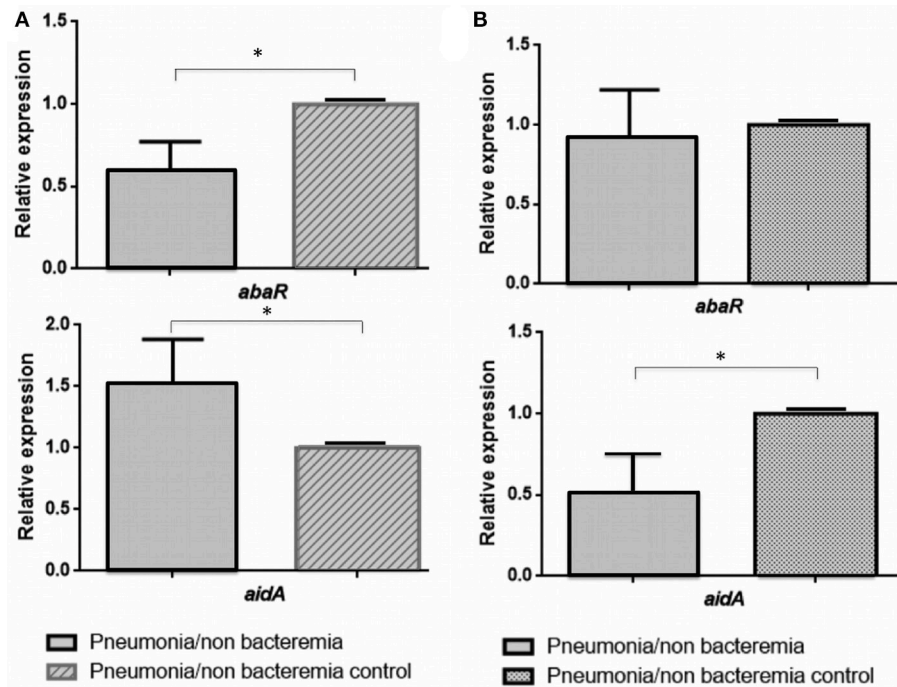 A
Relative expression
1.5
1.0
0.5
0.0
*
abaR
Relative expression
2.0
1.5
1.0
0.5
0.0
*
aidA
Pneumonia/non bacteremia
Pneumonia/non bacteremia control
B
Relative expression
1.5
1.0
0.5
0.0
abaR
Relative expression
1.5
1.0
0.5
0.0
*
aidA
Pneumonia/non bacteremia
Pneumonia/non bacteremia control